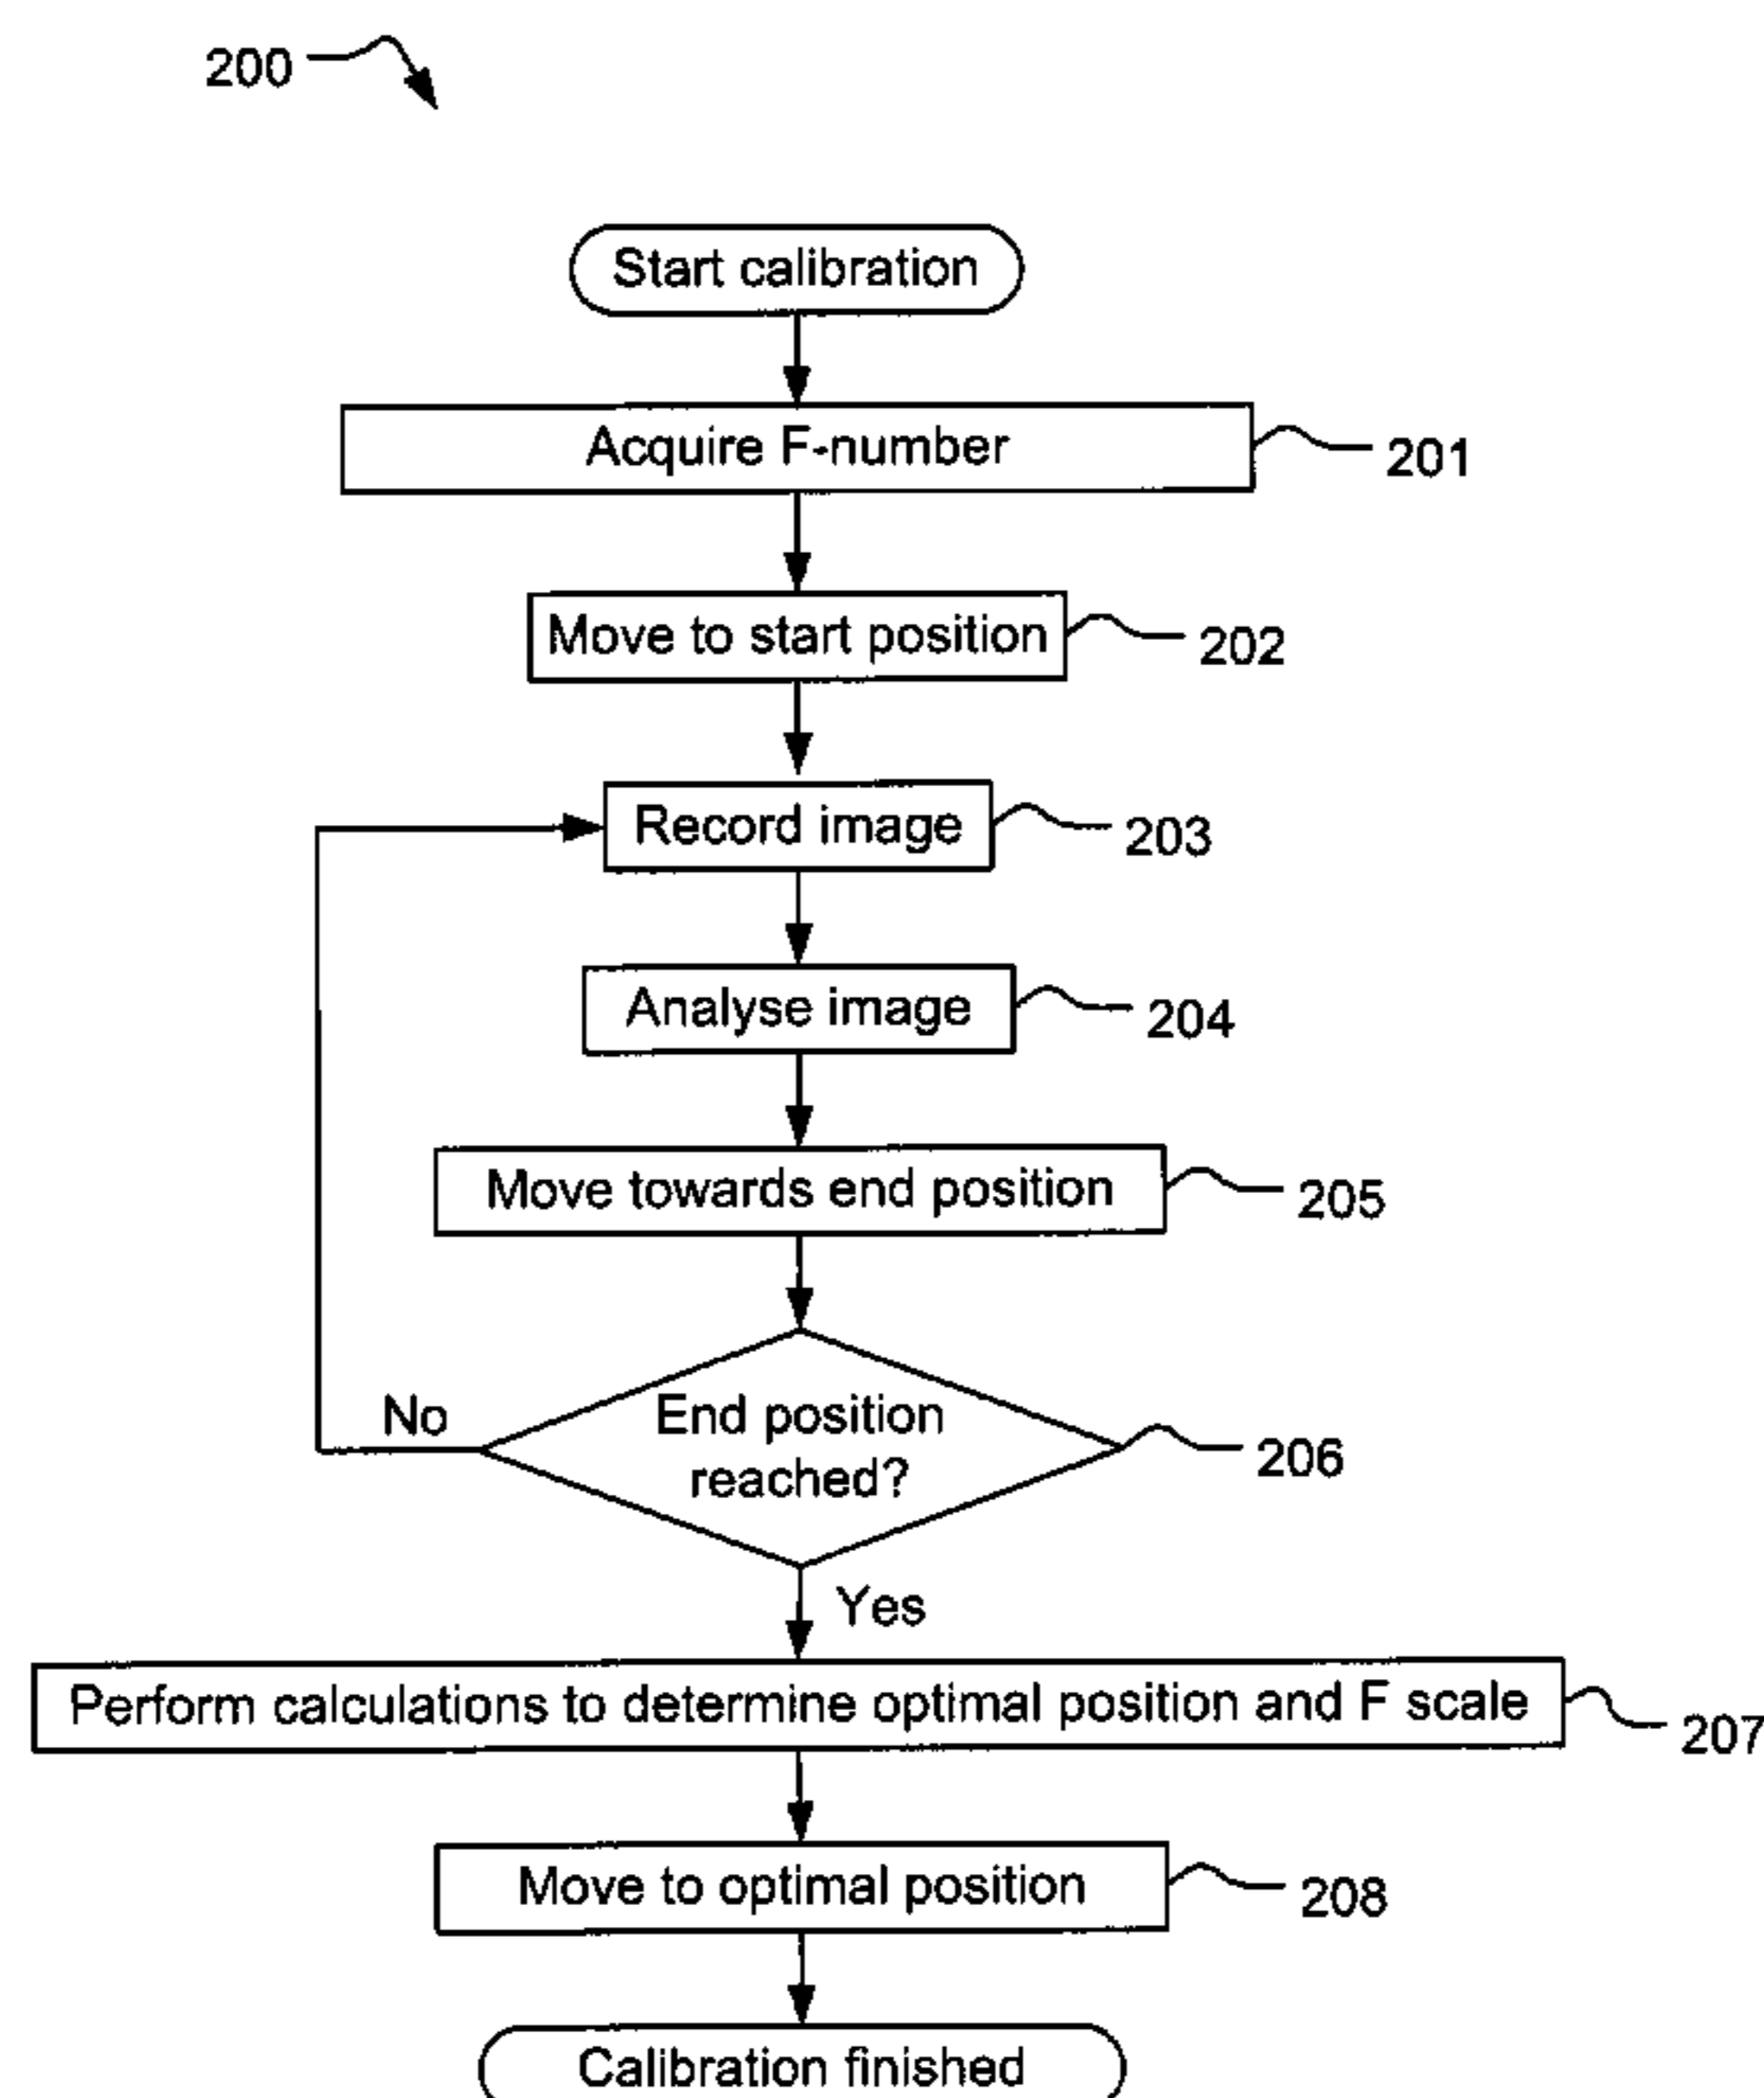 200
Start calibration
Acquire F-number
201
Move to start position
202
Record image
203
Analyse image
204
Move towards end position
205
No
End position
reached?
206
Yes
Perform calculations to determine optimal position and F scale
207
Move to optimal position
208
Calibration finished